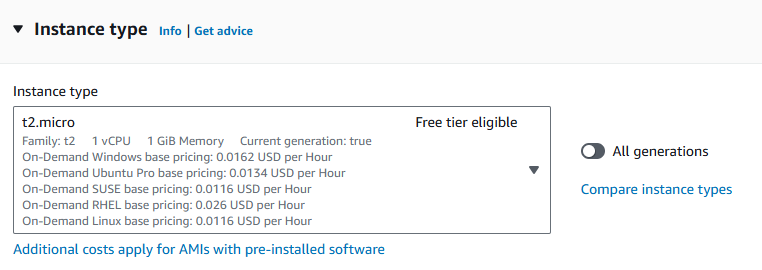 Instance type Info | Get advice
Instance type
t2.micro Free tier eligible
Family: t2 1 vCPU 1 GiB Memory Current generation: true
On-Demand Windows base pricing: 0.0162 USD per Hour
On-Demand Ubuntu Pro base pricing: 0.0134 USD per Hour
On-Demand SUSE base pricing: 0.0116 USD per Hour
On-Demand RHEL base pricing: 0.026 USD per Hour
On-Demand Linux base pricing: 0.0116 USD per Hour
All generations
Compare instance types
Additional costs apply for AMIs with pre-installed software